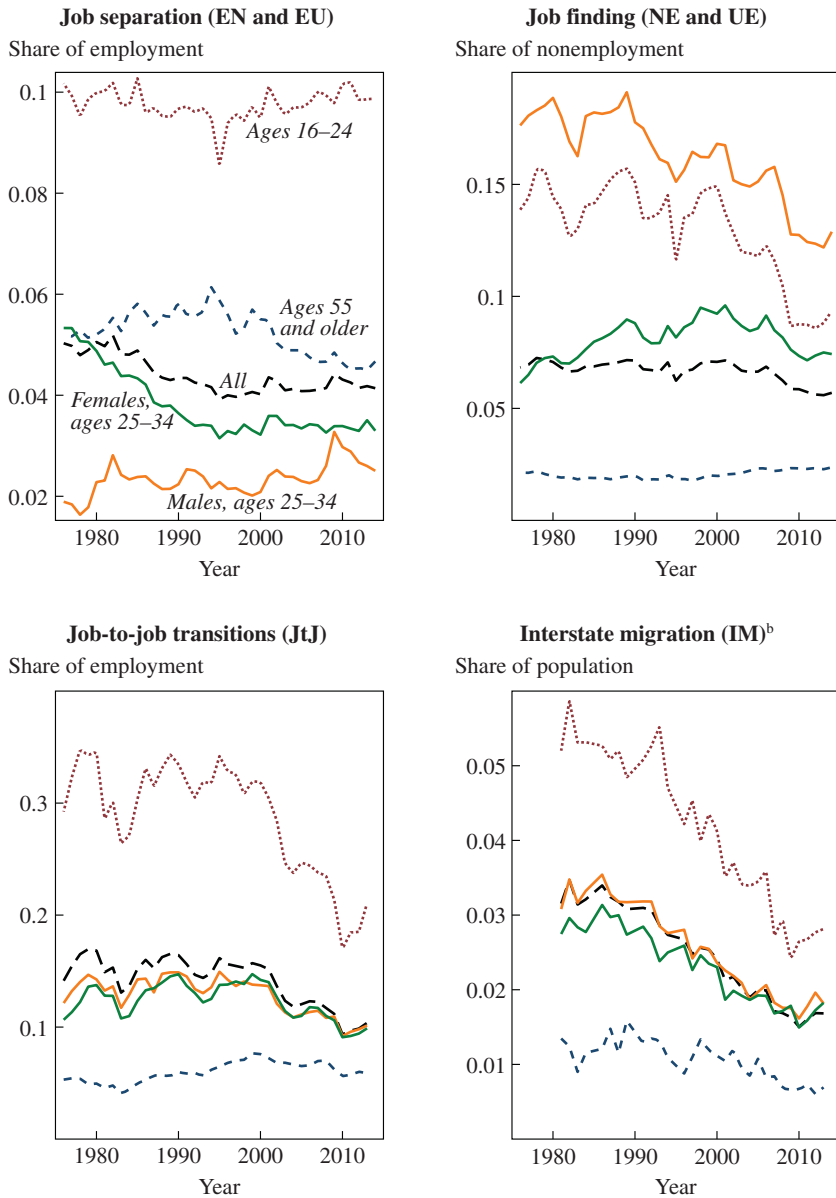 Job separation (EN and EU)
Share of employment
0.1
0.08
0.06
0.04
0.02
Ages 16–24
Ages 55
and older
All
Females,
ages 25–34
Males, ages 25–34
1980 1990 2000 2010
Year
Job finding (NE and UE)
Share of nonemployment
0.15
0.1
0.05
1980 1990 2000 2010
Year
Job-to-job transitions (JtJ)
Share of employment
0.3
0.2
0.1
1980 1990 2000 2010
Year
Interstate migration (IM)ᵇ
Share of population
0.05
0.04
0.03
0.02
0.01
1980 1990 2000 2010
Year